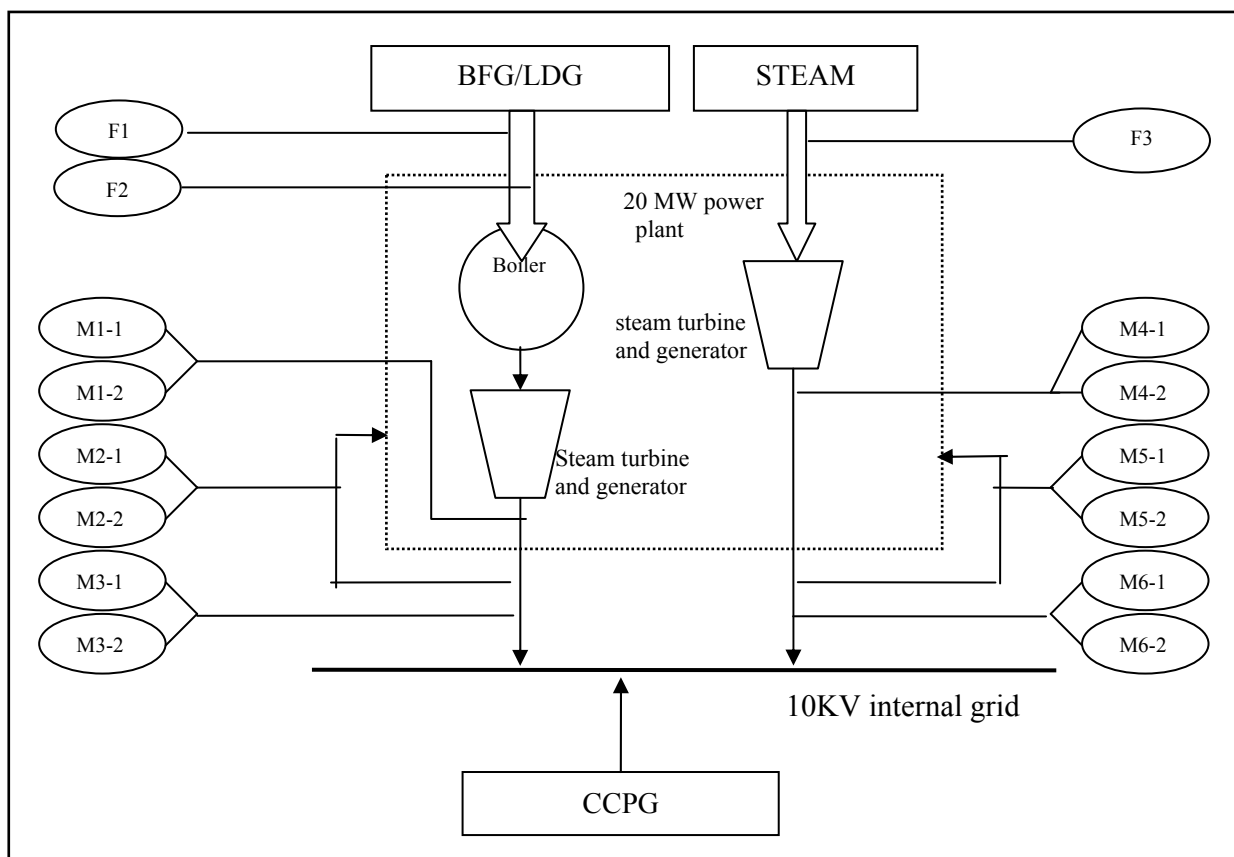 BFG/LDG
STEAM
F1
F2
F3
20 MW power
plant
Boiler
steam turbine
and generator
M1-1
M1-2
M2-1
M2-2
M3-1
M3-2
Steam turbine
and generator
M4-1
M4-2
M5-1
M5-2
M6-1
M6-2
10KV internal grid
CCPG